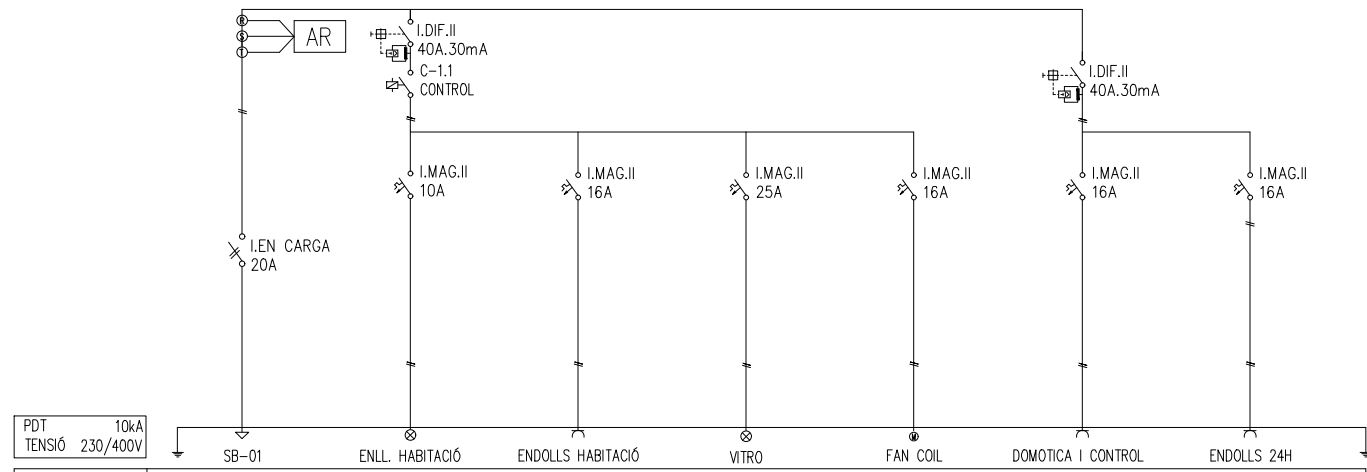 R
S
T
AR
I.DIF.II
40A.30mA
C-1.1
CONTROL
I.DIF.II
40A.30mA
I.MAG.II
10A
I.MAG.II
16A
I.MAG.II
25A
I.MAG.II
16A
I.MAG.II
16A
I.MAG.II
16A
I.EN CARGA
20A
PDT 10kA
TENSIÓ 230/400V
SB-01
ENLL. HABITACIÓ
ENDOLLS HABITACIÓ
VITRO
M
FAN COIL
DOMOTICA I CONTROL
ENDOLLS 24H